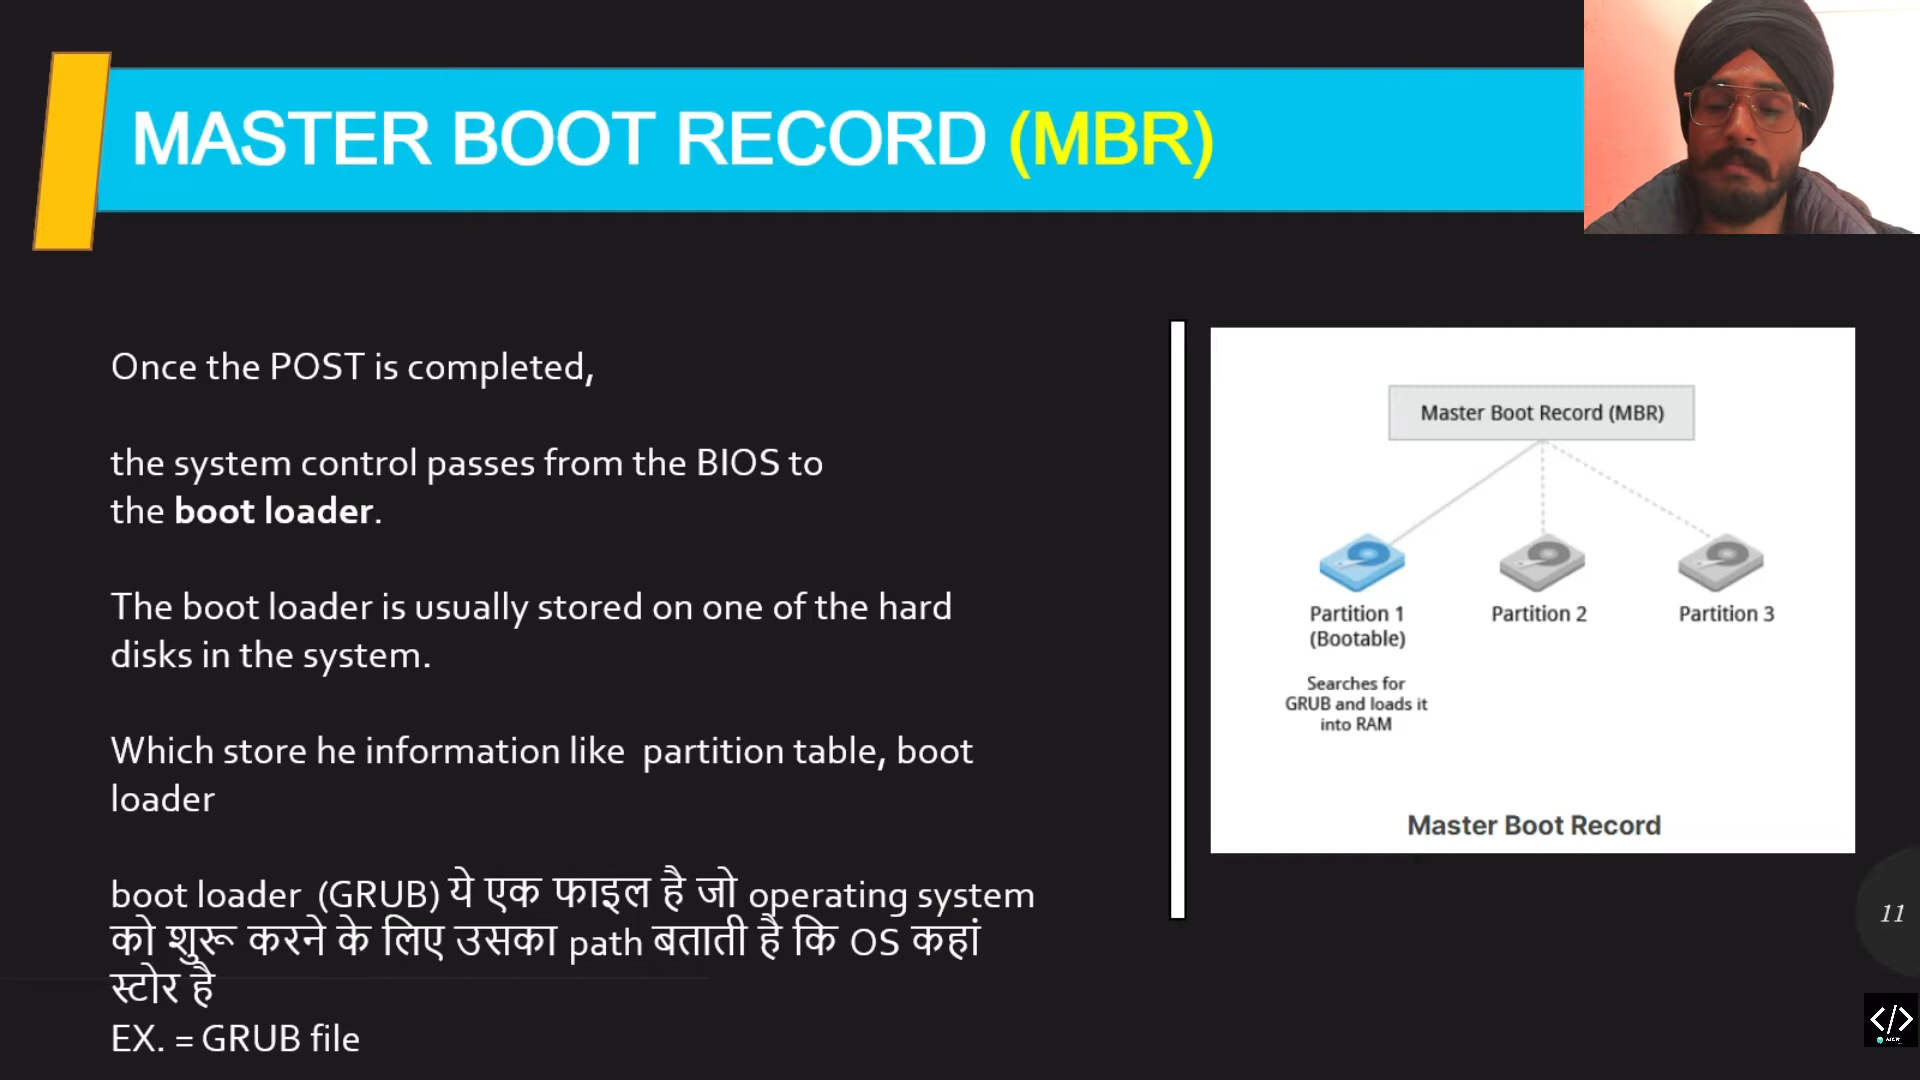 MASTER BOOT RECORD (MBR)
Once the POST is completed,
the system control passes from the BIOS to
the boot loader.
The boot loader is usually stored on one of the hard
disks in the system.
Which store he information like  partition table, boot
loader
boot loader  (GRUB) ये एक फाइल है जो operating system
को शुरू करने के लिए उसका path बताती है कि OS कहां
स्टोर है
EX. = GRUB file
Master Boot Record (MBR)
Partition 1
(Bootable)
Partition 2
Partition 3
Searches for
GRUB and loads it
into RAM
Master Boot Record
11